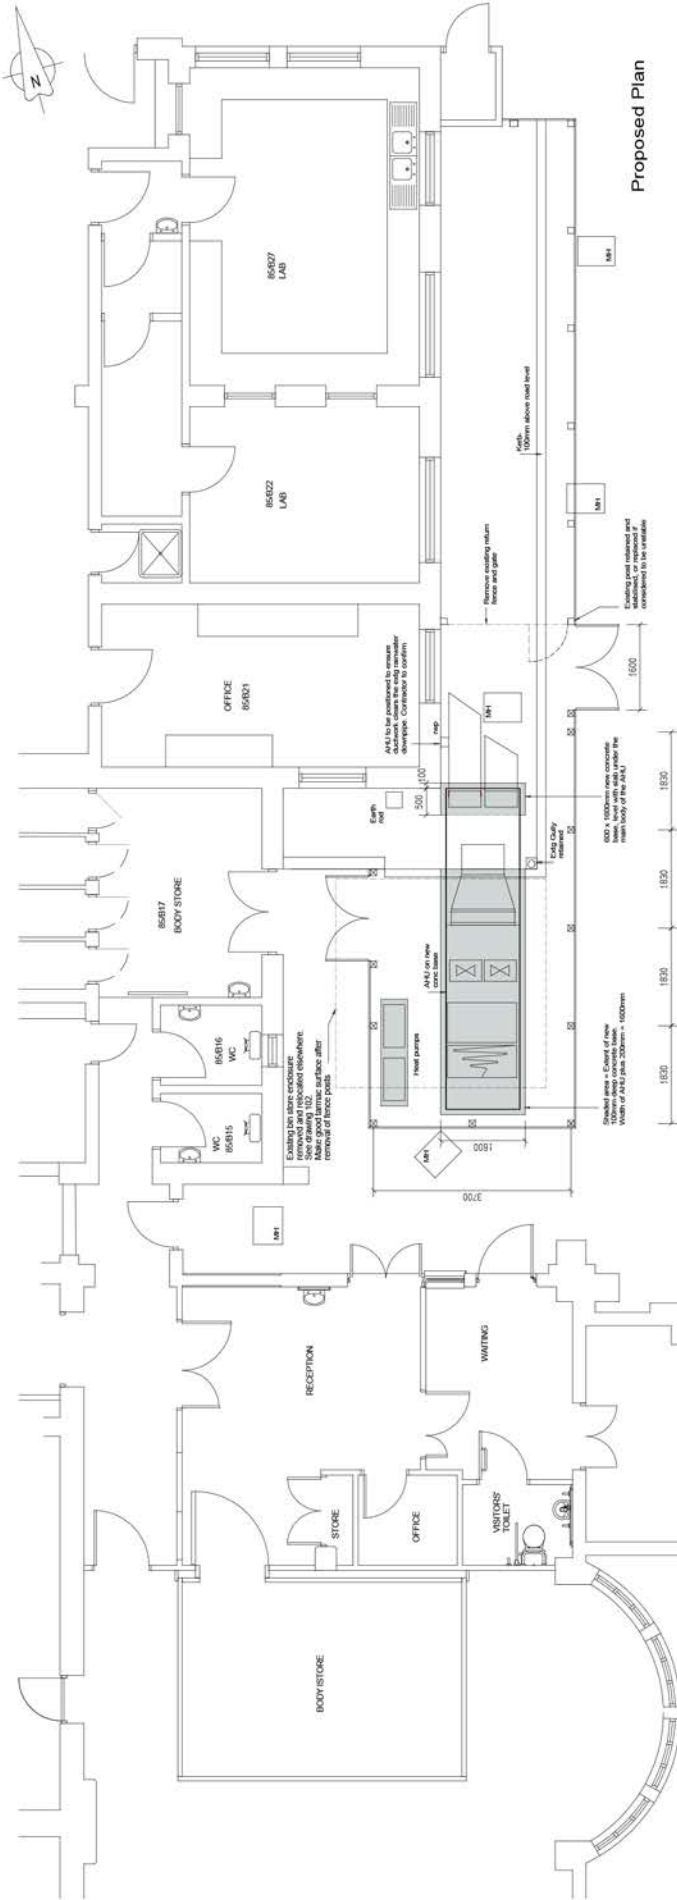 N
Proposed Plan
85/B27
LAB
MH
Kerb-
100mm above road level
85/B22
LAB
MH
Remove existing return
fence and gate
Existing post retained and
stabilised, or replaced if
considered to be unstable
OFFICE
85/B21
AHU to be positioned to ensure
ductwork clears the extg rainwater
downpipe. Contractor to confirm
rwp
MH
1600
100
500
Earth
rod
Extg Gully
retained
600 x 1600mm new concrete
base, level with slab under the
main body of the AHU
1830
1830
1830
1830
85/B17
BODY STORE
AHU on new
conc base
Heat pumps
85/B16
WC
WC
85/B15
Existing bin store enclosure
removed and relocated elsewhere.
See drawing 102.
Make good tarmac surface after
removal of fence posts
Shaded area = Extent of new
100mm deep concrete base.
Width of AHU plus 200mm = 1600mm
MH
1600
3700
MH
RECEPTION
WAITING
STORE
OFFICE
VISITORS'
TOILET
BODY STORE